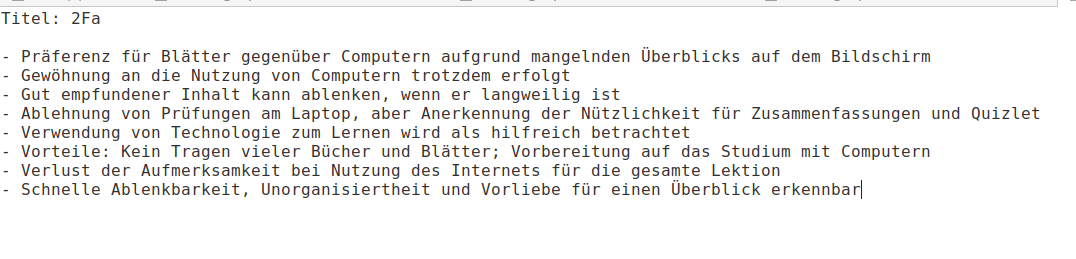 Titel: 2Fa
- Präferenz für Blätter gegenüber Computern aufgrund mangelnden Überblicks auf dem Bildschirm
- Gewöhnung an die Nutzung von Computern trotzdem erfolgt
- Gut empfundener Inhalt kann ablenken, wenn er langweilig ist
- Ablehnung von Prüfungen am Laptop, aber Anerkennung der Nützlichkeit für Zusammenfassungen und Quizlet
- Verwendung von Technologie zum Lernen wird als hilfreich betrachtet
- Vorteile: Kein Tragen vieler Bücher und Blätter; Vorbereitung auf das Studium mit Computern
- Verlust der Aufmerksamkeit bei Nutzung des Internets für die gesamte Lektion
- Schnelle Ablenkbarkeit, Unorganisiertheit und Vorliebe für einen Überblick erkennbar